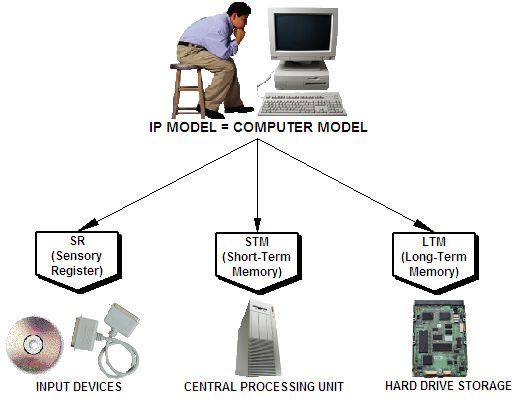 IP MODEL = COMPUTER MODEL
SR
(Sensory
Register)
STM
(Short-Term
Memory)
LTM
(Long-Term
Memory)
INPUT DEVICES
CENTRAL PROCESSING UNIT
HARD DRIVE STORAGE